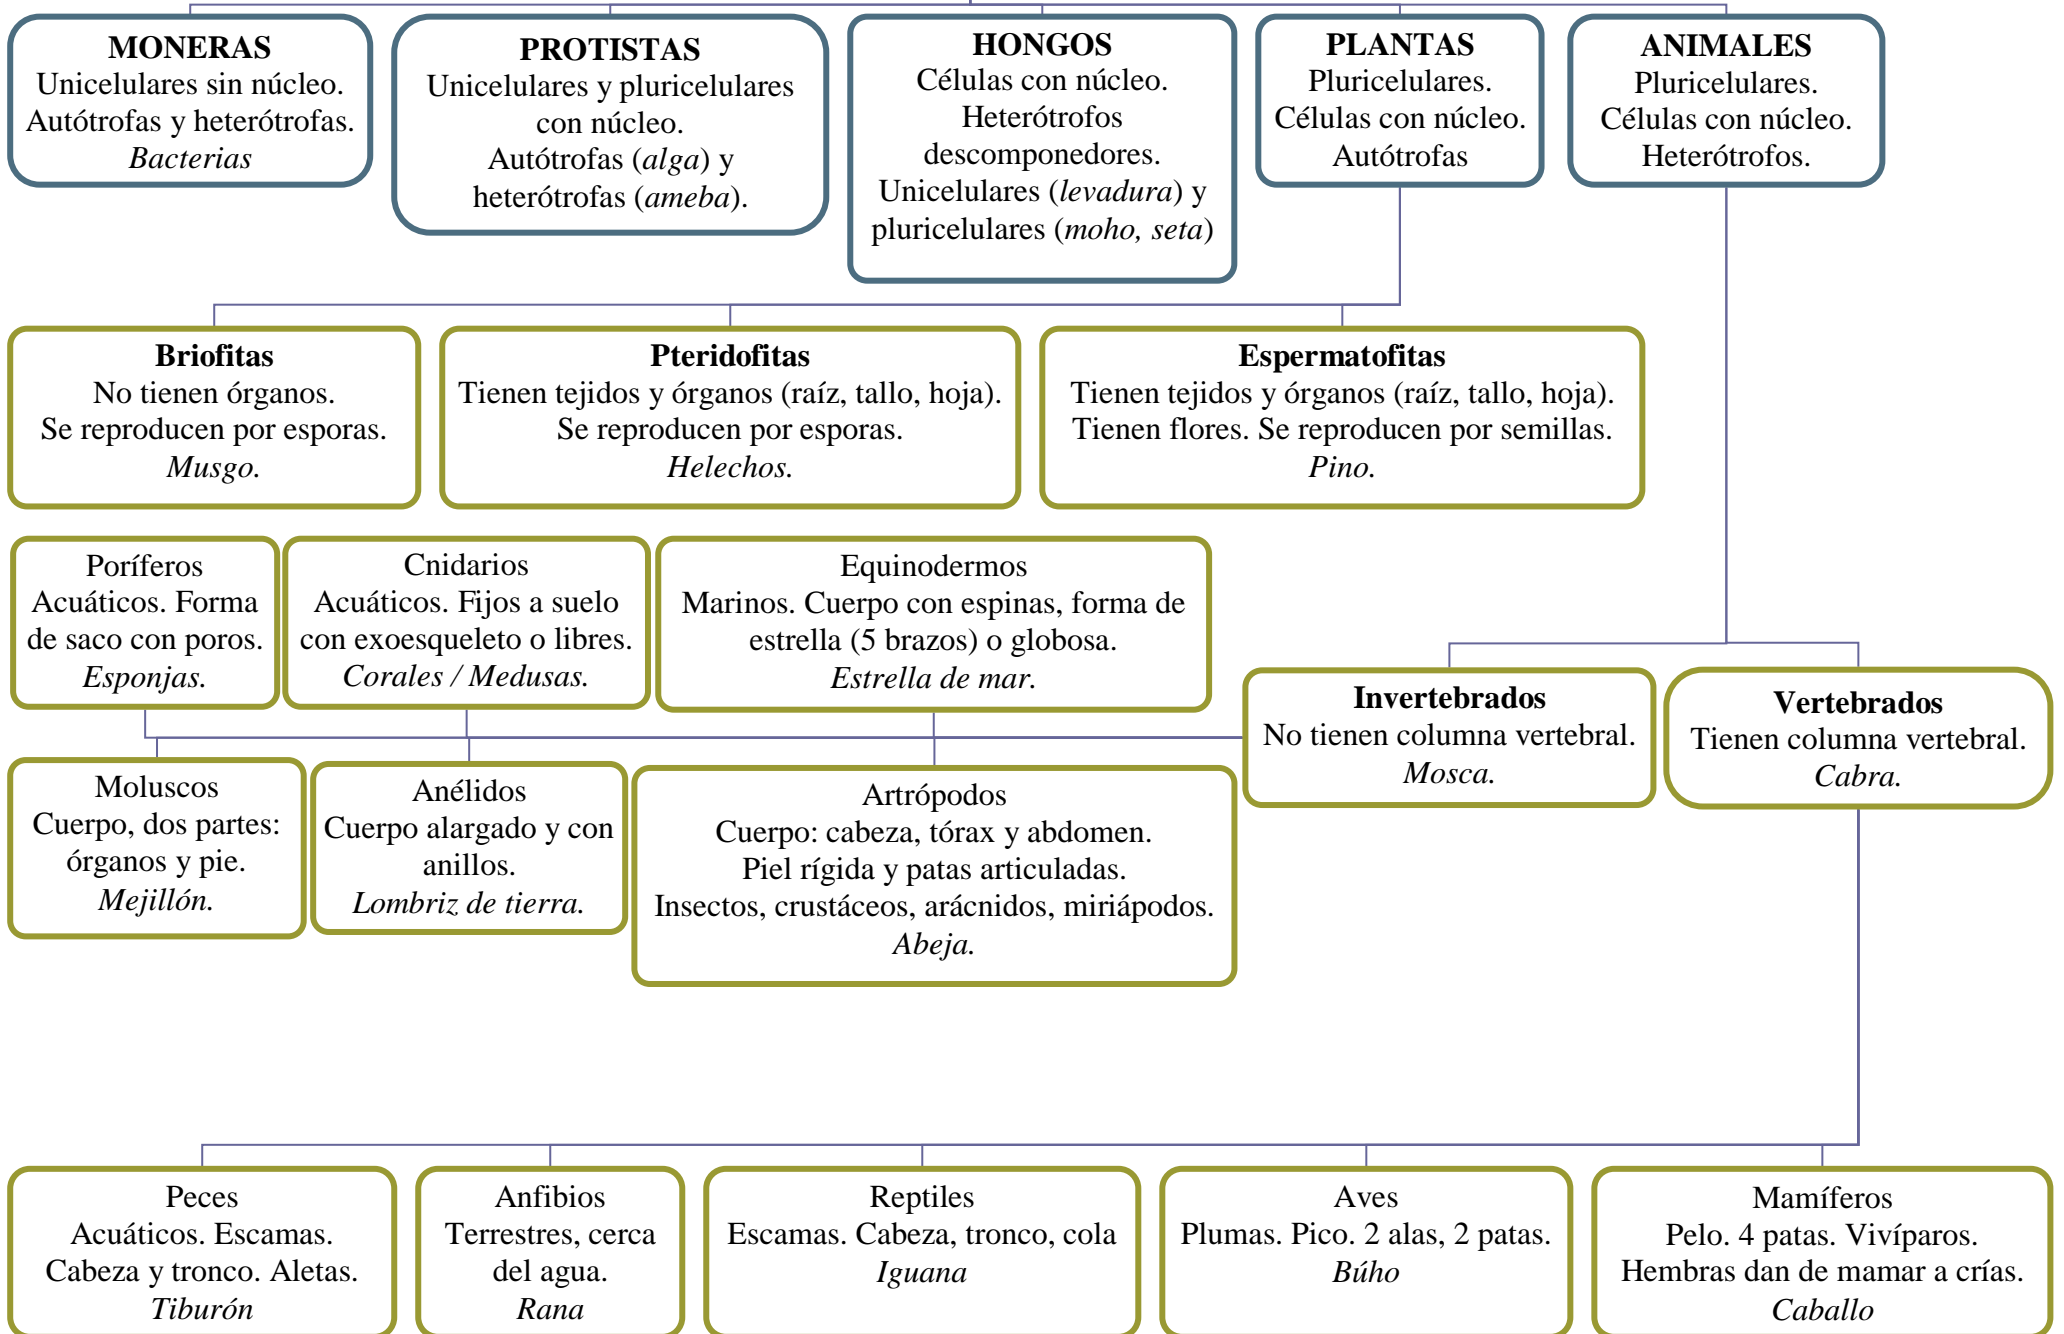 MONERAS
Unicelulares sin núcleo.
Autótrofas y heterótrofas.
Bacterias
PROTISTAS
Unicelulares y pluricelulares
con núcleo.
Autótrofas (alga) y
heterótrofas (ameba).
HONGOS
Células con núcleo.
Heterótrofos
descomponedores.
Unicelulares (levadura) y
pluricelulares (moho, seta)
PLANTAS
Pluricelulares.
Células con núcleo.
Autótrofas
ANIMALES
Pluricelulares.
Células con núcleo.
Heterótrofos.
Briofitas
No tienen órganos.
Se reproducen por esporas.
Musgo.
Pteridofitas
Tienen tejidos y órganos (raíz, tallo, hoja).
Se reproducen por esporas.
Helechos.
Espermatofitas
Tienen tejidos y órganos (raíz, tallo, hoja).
Tienen flores. Se reproducen por semillas.
Pino.
Poríferos
Acuáticos. Forma
de saco con poros.
Esponjas.
Cnidarios
Acuáticos. Fijos a suelo
con exoesqueleto o libres.
Corales / Medusas.
Equinodermos
Marinos. Cuerpo con espinas, forma de
estrella (5 brazos) o globosa.
Estrella de mar.
Invertebrados
No tienen columna vertebral.
Mosca.
Vertebrados
Tienen columna vertebral.
Cabra.
Moluscos
Cuerpo, dos partes:
órganos y pie.
Mejillón.
Anélidos
Cuerpo alargado y con
anillos.
Lombriz de tierra.
Artrópodos
Cuerpo: cabeza, tórax y abdomen.
Piel rígida y patas articuladas.
Insectos, crustáceos, arácnidos, miriápodos.
Abeja.
Peces
Acuáticos. Escamas.
Cabeza y tronco. Aletas.
Tiburón
Anfibios
Terrestres, cerca
del agua.
Rana
Reptiles
Escamas. Cabeza, tronco, cola
Iguana
Aves
Plumas. Pico. 2 alas, 2 patas.
Búho
Mamíferos
Pelo. 4 patas. Vivíparos.
Hembras dan de mamar a crías.
Caballo